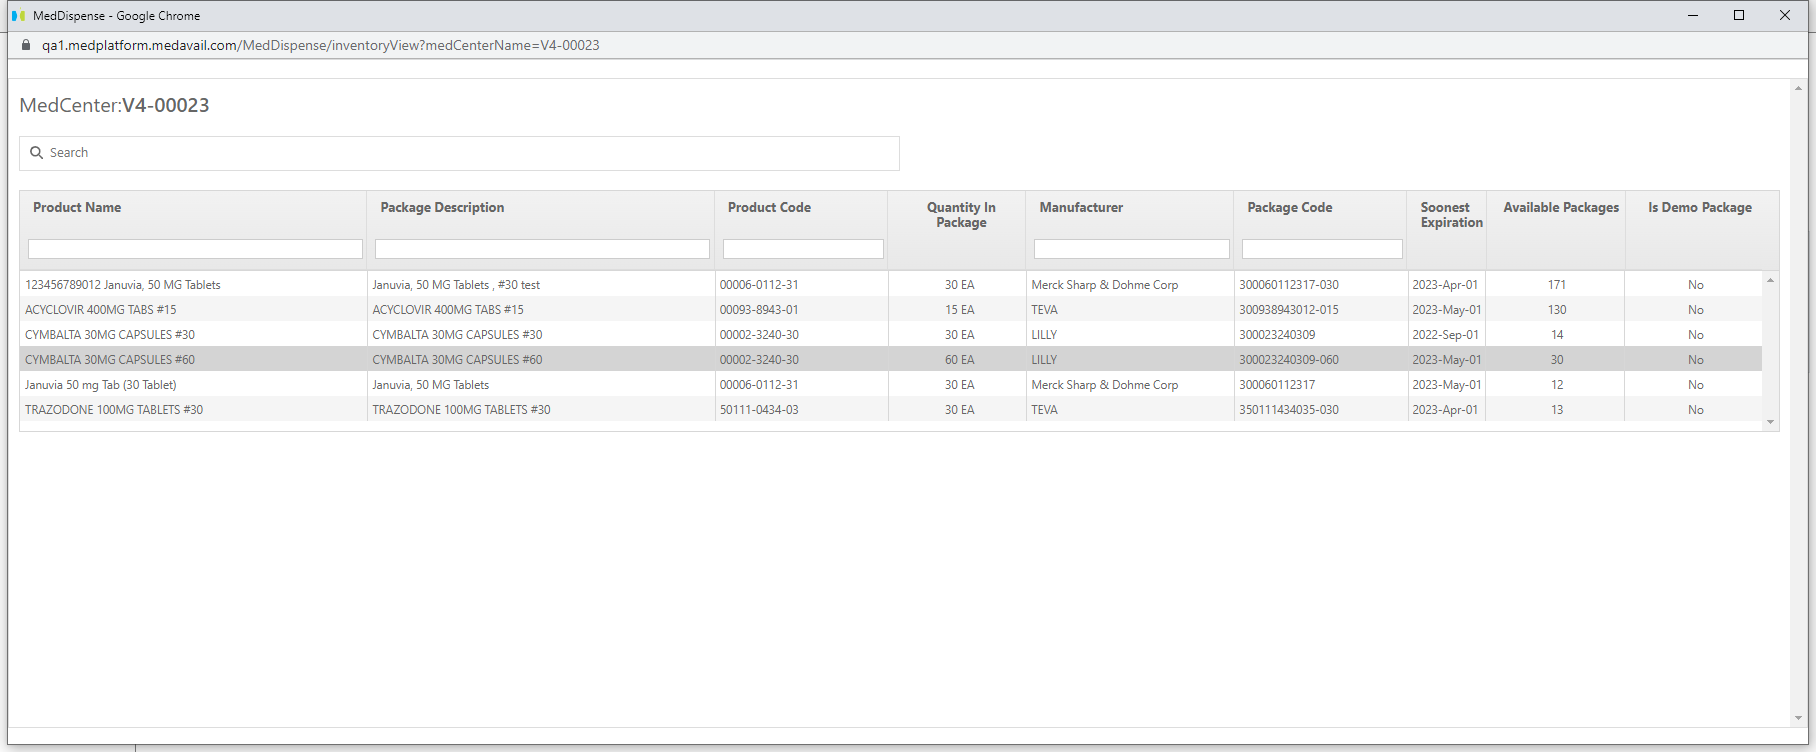 MedDispense - Google Chrome
qa1.medplatform.medavail.com/MedDispense/inventoryView?medCenterName=V4-00023
MedCenter:V4-00023
Search
Product Name Package Description Product Code Quantity In Package Manufacturer Package Code Soonest Expiration Available Packages Is Demo Package
123456789012 Januvia, 50 MG Tablets Januvia, 50 MG Tablets , #30 test 00006-0112-31 30 EA Merck Sharp & Dohme Corp 300060112317-030 2023-Apr-01 171 No
ACYCLOVIR 400MG TABS #15 ACYCLOVIR 400MG TABS #15 00093-8943-01 15 EA TEVA 300938943012-015 2023-May-01 130 No
CYMBALTA 30MG CAPSULES #30 CYMBALTA 30MG CAPSULES #30 00002-3240-30 30 EA LILLY 300023240309 2022-Sep-01 14 No
CYMBALTA 30MG CAPSULES #60 CYMBALTA 30MG CAPSULES #60 00002-3240-30 60 EA LILLY 300023240309-060 2023-May-01 30 No
Januvia 50 mg Tab (30 Tablet) Januvia, 50 MG Tablets 00006-0112-31 30 EA Merck Sharp & Dohme Corp 300060112317 2023-May-01 12 No
TRAZODONE 100MG TABLETS #30 TRAZODONE 100MG TABLETS #30 50111-0434-03 30 EA TEVA 350111434035-030 2023-Apr-01 13 No